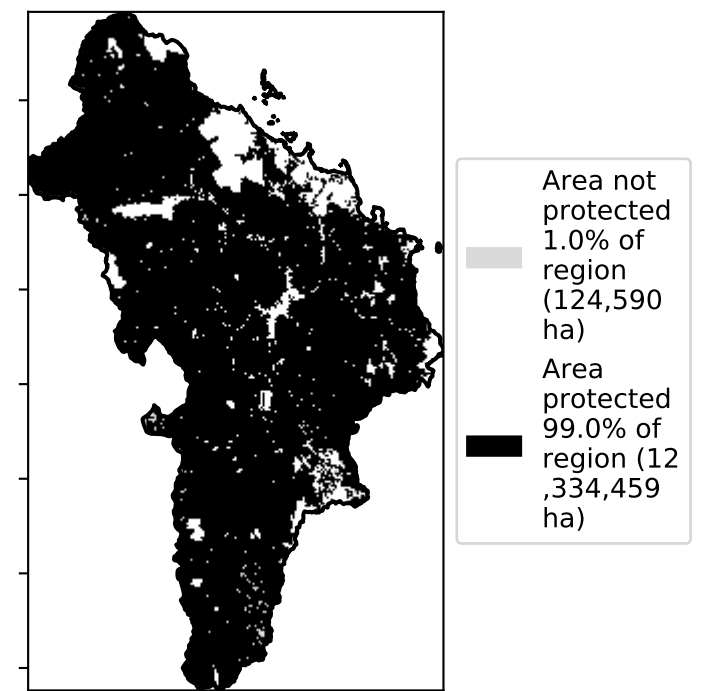 Area not
protected
1.0% of
region
(124,590
ha)
Area
protected
99.0% of
region (12
,334,459
ha)